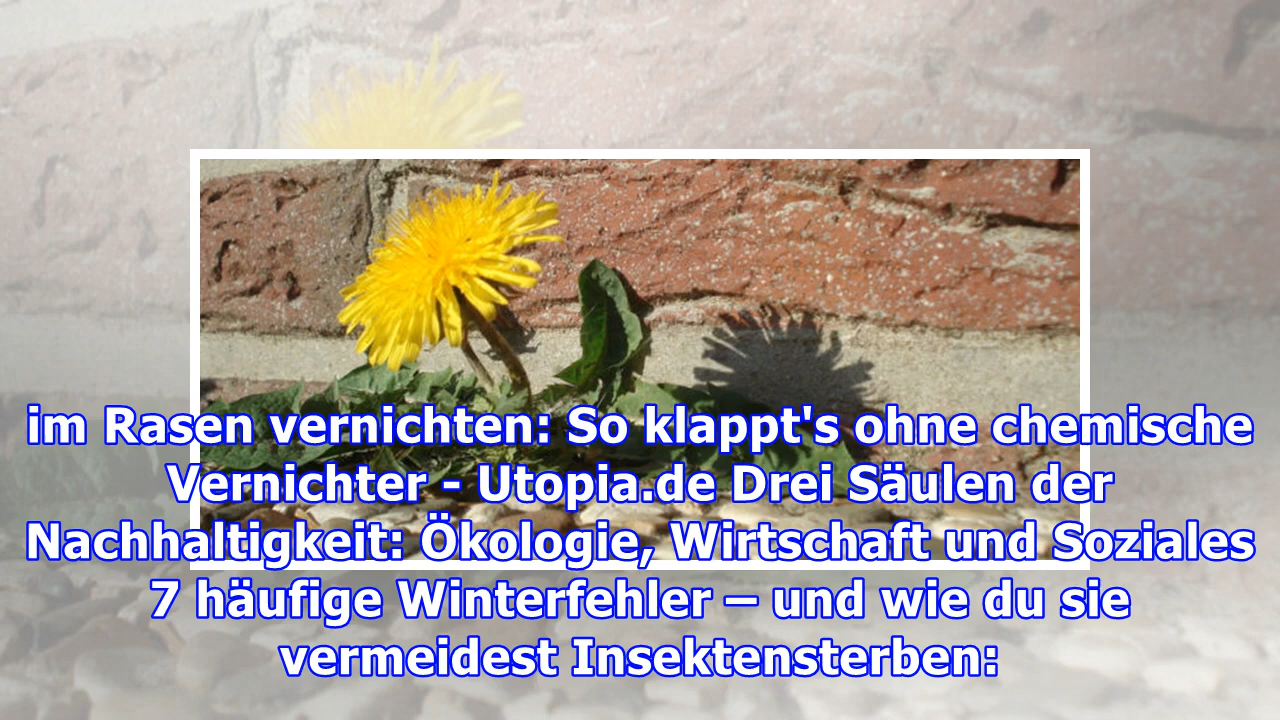 im Rasen vernichten: So klappt's ohne chemische
Vernichter - Utopia.de Drei Säulen der
Nachhaltigkeit: Ökologie, Wirtschaft und Soziales
7 häufige Winterfehler – und wie du sie
vermeidest Insektensterben: